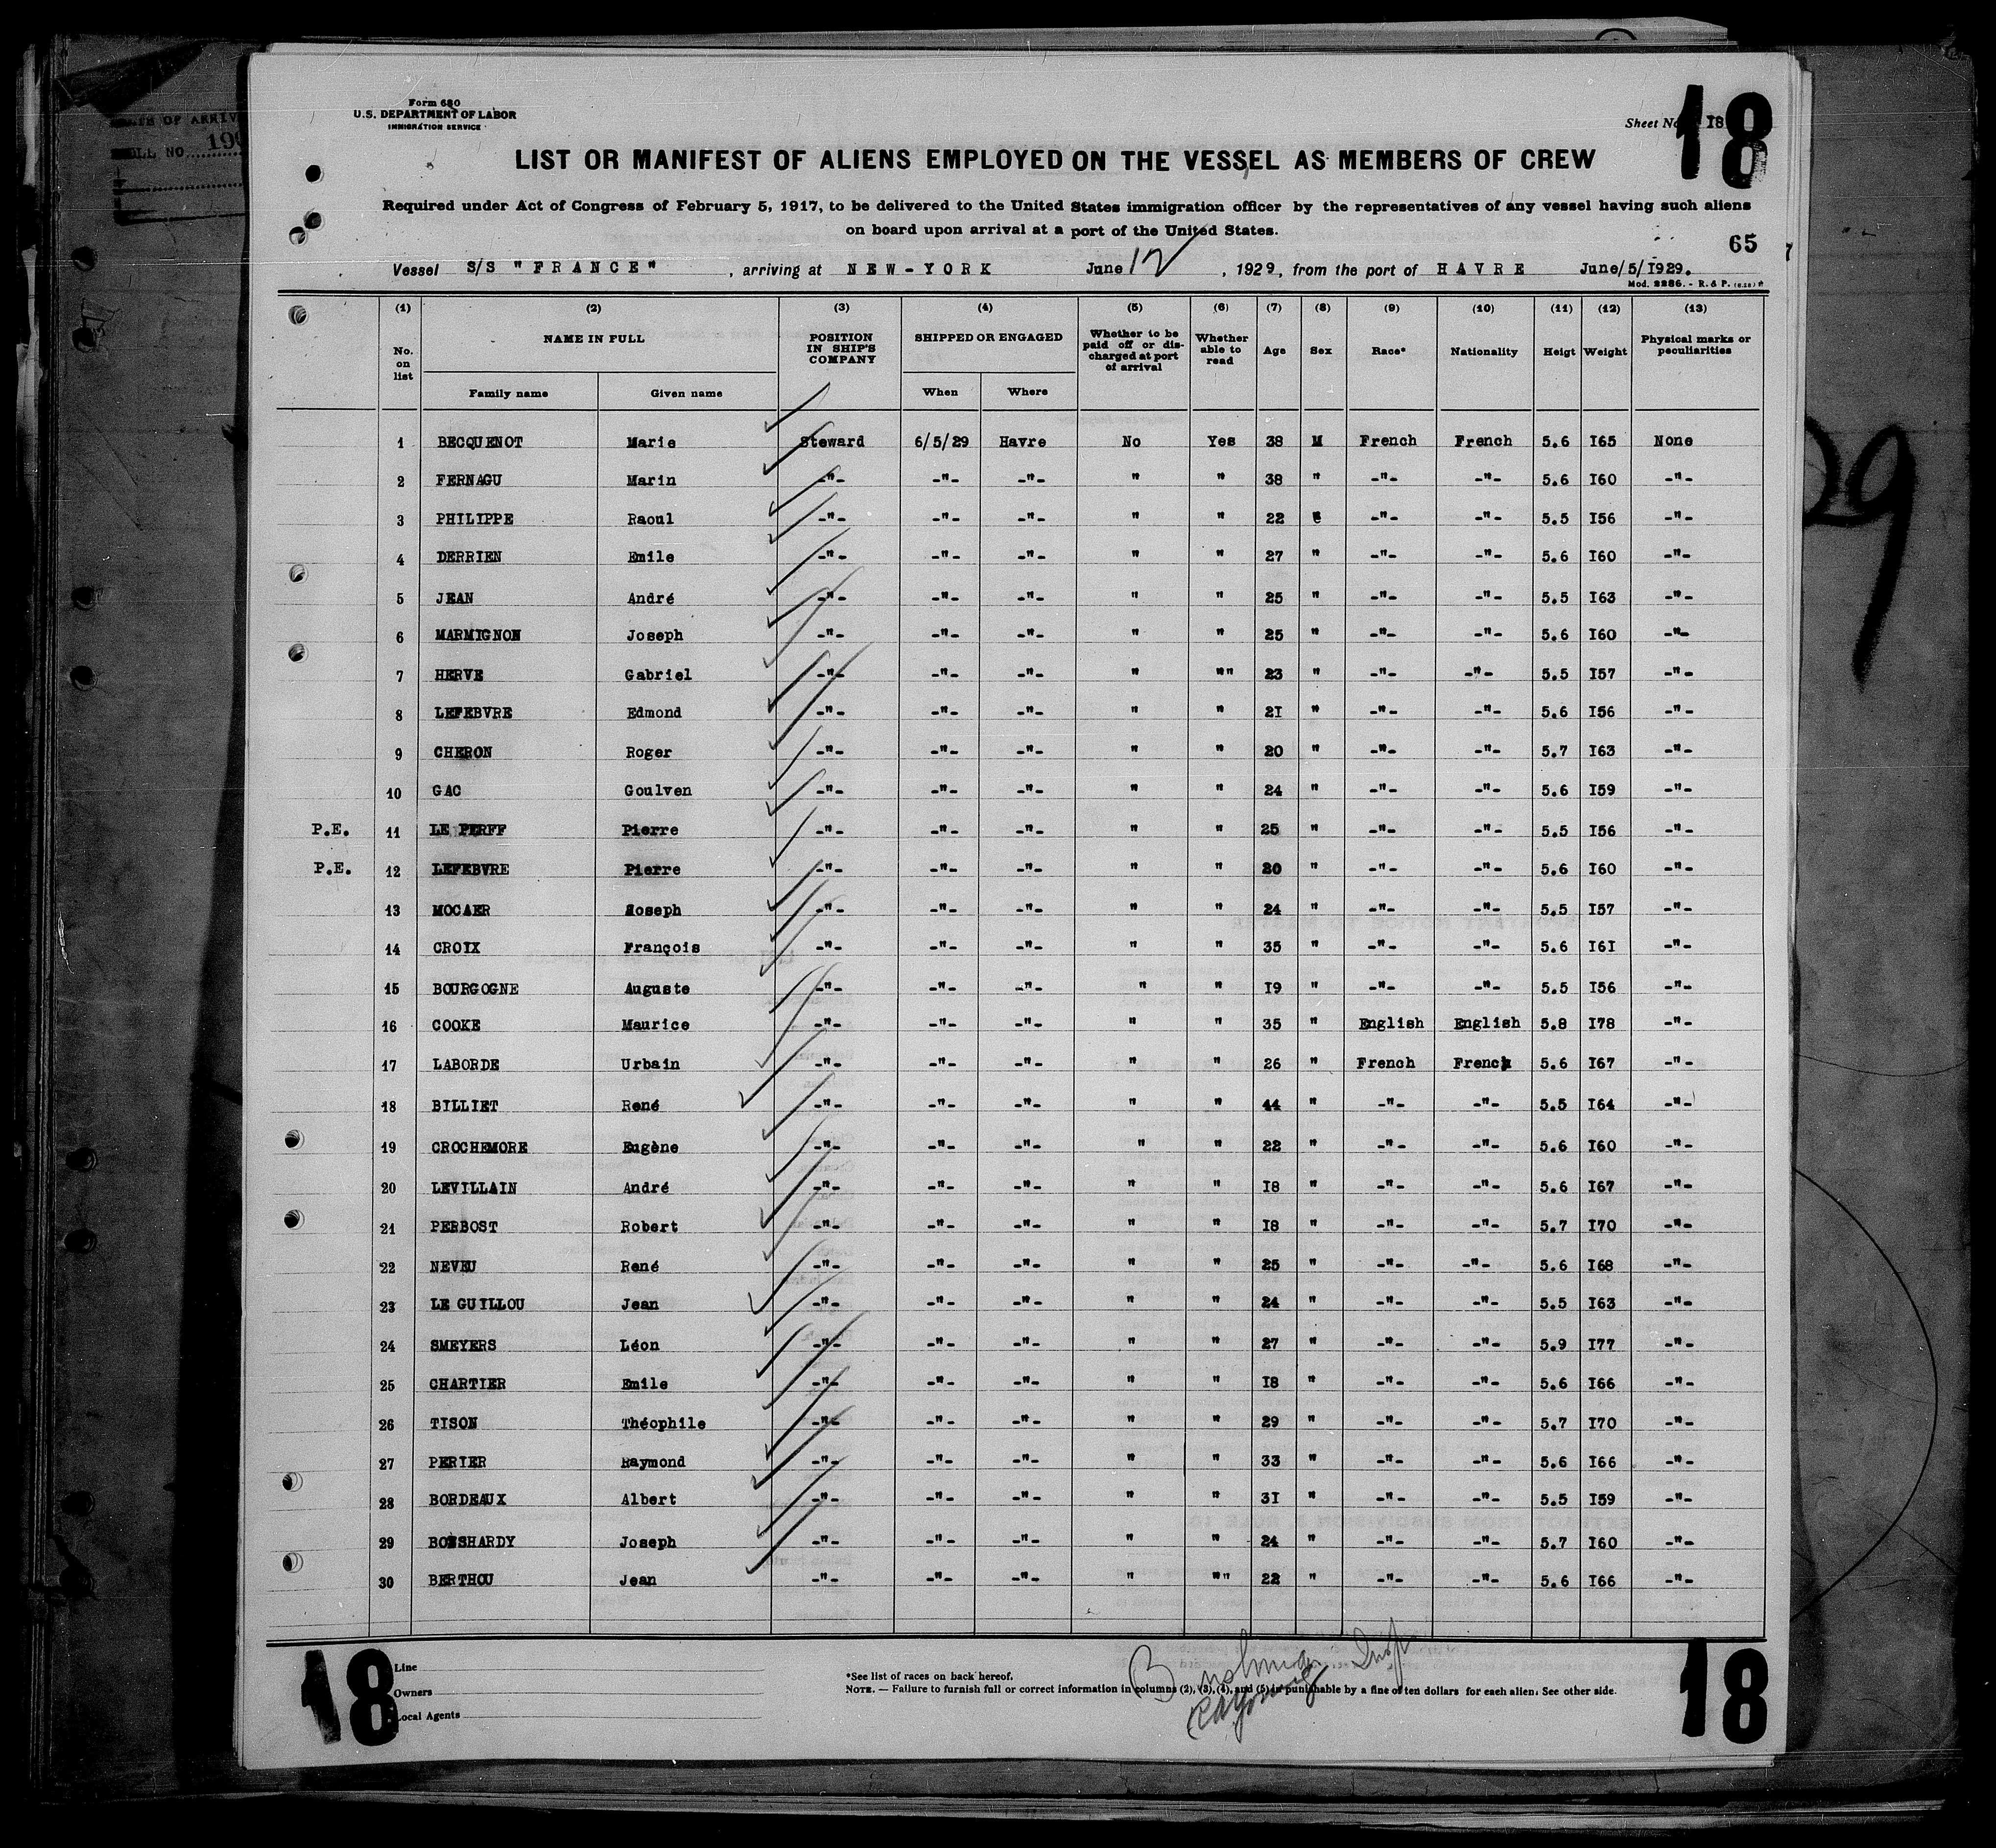 Form 680
U.S. DEPARTMENT OF LABOR
IMMIGRATION SERVICE
Sheet No. I8
18
LIST OR MANIFEST OF ALIENS EMPLOYED ON THE VESSEL AS MEMBERS OF CREW
Required under Act of Congress of February 5, 1917, to be delivered to the United States immigration officer by the representatives of any vessel having such aliens
on board upon arrival at a port of the United States.
65
Vessel S/S "FRANCE" , arriving at NEW-YORK June 12 , 1929, from the port of HAVRE June/5/I929.
Mod. 2286. - R. & P.
(1) (2) (3) (4) (5) (6) (7) (8) (9) (10) (11) (12) (13)
No. on list NAME IN FULL POSITION IN SHIP'S COMPANY SHIPPED OR ENGAGED Whether to be paid off or discharged at port of arrival Whether able to read Age Sex Race* Nationality Heigt Weight Physical marks or peculiarities
Family name Given name When Where
1 BECQUENOT Marie Steward 6/5/29 Havre No Yes 38 M French French 5.6 I65 None
2 FERNAGU Marin -"- -"- -"- " " 38 " -"- -"- 5.6 I60 -"-
3 PHILIPPE Raoul -"- -"- -"- " " 22 -"- -"- 5.5 I56 -"-
4 DERRIEN Emile -"- -"- -"- " " 27 " -"- -"- 5.6 I60 -"-
5 JEAN André -"- -"- -"- " " 25 " -"- -"- 5.5 I63 -"-
6 MARMIGNON Joseph -"- -"- -"- " " 25 " -"- -"- 5.6 I60 -"-
7 HERVE Gabriel -"- -"- -"- " "" 23 " -"- -"- 5.5 I57 -"-
8 LEFEBVRE Edmond -"- -"- -"- " " 2I " -"- -"- 5.6 I56 -"-
9 CHERON Roger -"- -"- -"- " " 20 " -"- -"- 5.7 I63 -"-
10 GAC Goulven -"- -"- -"- " " 24 " -"- -"- 5.6 I59 -"-
P.E. 11 LE PERFF Pierre -"- -"- -"- " " 25 " -"- -"- 5.5 I56 -"-
P.E. 12 LEFEBVRE Pierre -"- -"- -"- " " 20 " -"- -"- 5.6 I60 -"-
13 MOCAER Joseph -"- -"- -"- " " 24 " -"- -"- 5.5 I57 -"-
14 CROIX François -"- -"- -"- " " 35 " -"- -"- 5.6 I6I -"-
15 BOURGOGNE Auguste -"- -"- -"- " " I9 " -"- -"- 5.5 I56 -"-
16 COOKE Maurice -"- -"- -"- " " 35 " English English 5.8 I78 -"-
17 LABORDE Urbain -"- -"- -"- " " 26 " French French 5.6 I67 -"-
18 BILLIET René -"- -"- -"- " " 44 " -"- -"- 5.5 I64 -"-
19 CROCHEMORE Eugène -"- -"- -"- " " 22 " -"- -"- 5.6 I60 -"-
20 LEVILLAIN André -"- -"- -"- " " I8 " -"- -"- 5.6 I67 -"-
21 PERBOST Robert -"- -"- -"- " " I8 " -"- -"- 5.7 I70 -"-
22 NEVEU René -"- -"- -"- " " 25 " -"- -"- 5.6 I68 -"-
23 LE GUILLOU Jean -"- -"- -"- " " 24 " -"- -"- 5.5 I63 -"-
24 SMEYERS Léon -"- -"- -"- " " 27 " -"- -"- 5.9 I77 -"-
25 CHARTIER Emile -"- -"- -"- " " I8 " -"- -"- 5.6 I66 -"-
26 TISON Théophile -"- -"- -"- " " 29 " -"- -"- 5.7 I70 -"-
27 PERIER Raymond -"- -"- -"- " " 33 " -"- -"- 5.6 I66 -"-
28 BORDEAUX Albert -"- -"- -"- " " 3I " -"- -"- 5.5 I59 -"-
29 Joseph -"- -"- -"- " " 24 " -"- -"- 5.7 I60 -"-
30 BERTHOU Jean -"- -"- -"- " "" 22 " -"- -"- 5.6 I66 -"-
18
Line
Owners
Local Agents
*See list of races on back hereof.
NOTE. — Failure to furnish full or correct information in columns (2), (3), (4), and (5) is punishable by a fine of ten dollars for each alien. See other side.
Insp
18